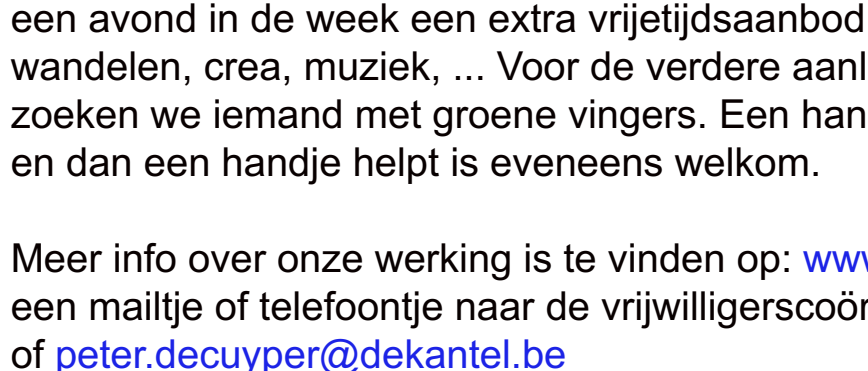 een avond in de week een extra vrijetijdsaanbod
wandelen, crea, muziek, ... Voor de verdere aanl
zoeken we iemand met groene vingers. Een han
en dan een handje helpt is eveneens welkom.
Meer info over onze werking is te vinden op: www
een mailtje of telefoontje naar de vrijwilligerscoör
of peter.decuyper@dekantel.be